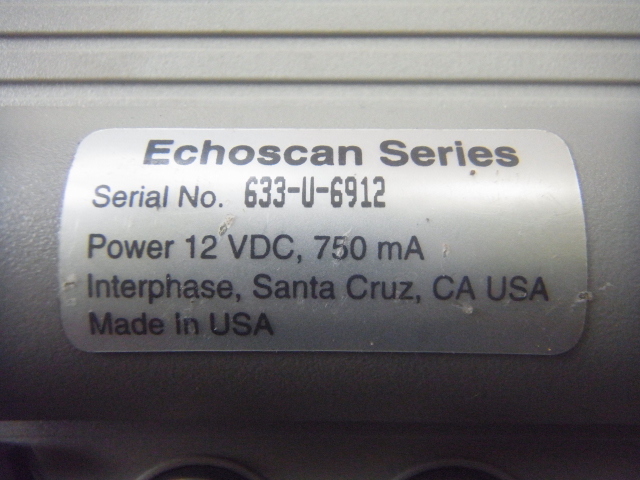 Echoscan Series
Serial No. 633-U-6912
Power 12 VDC, 750 mA
Interphase, Santa Cruz, CA USA
Made in USA